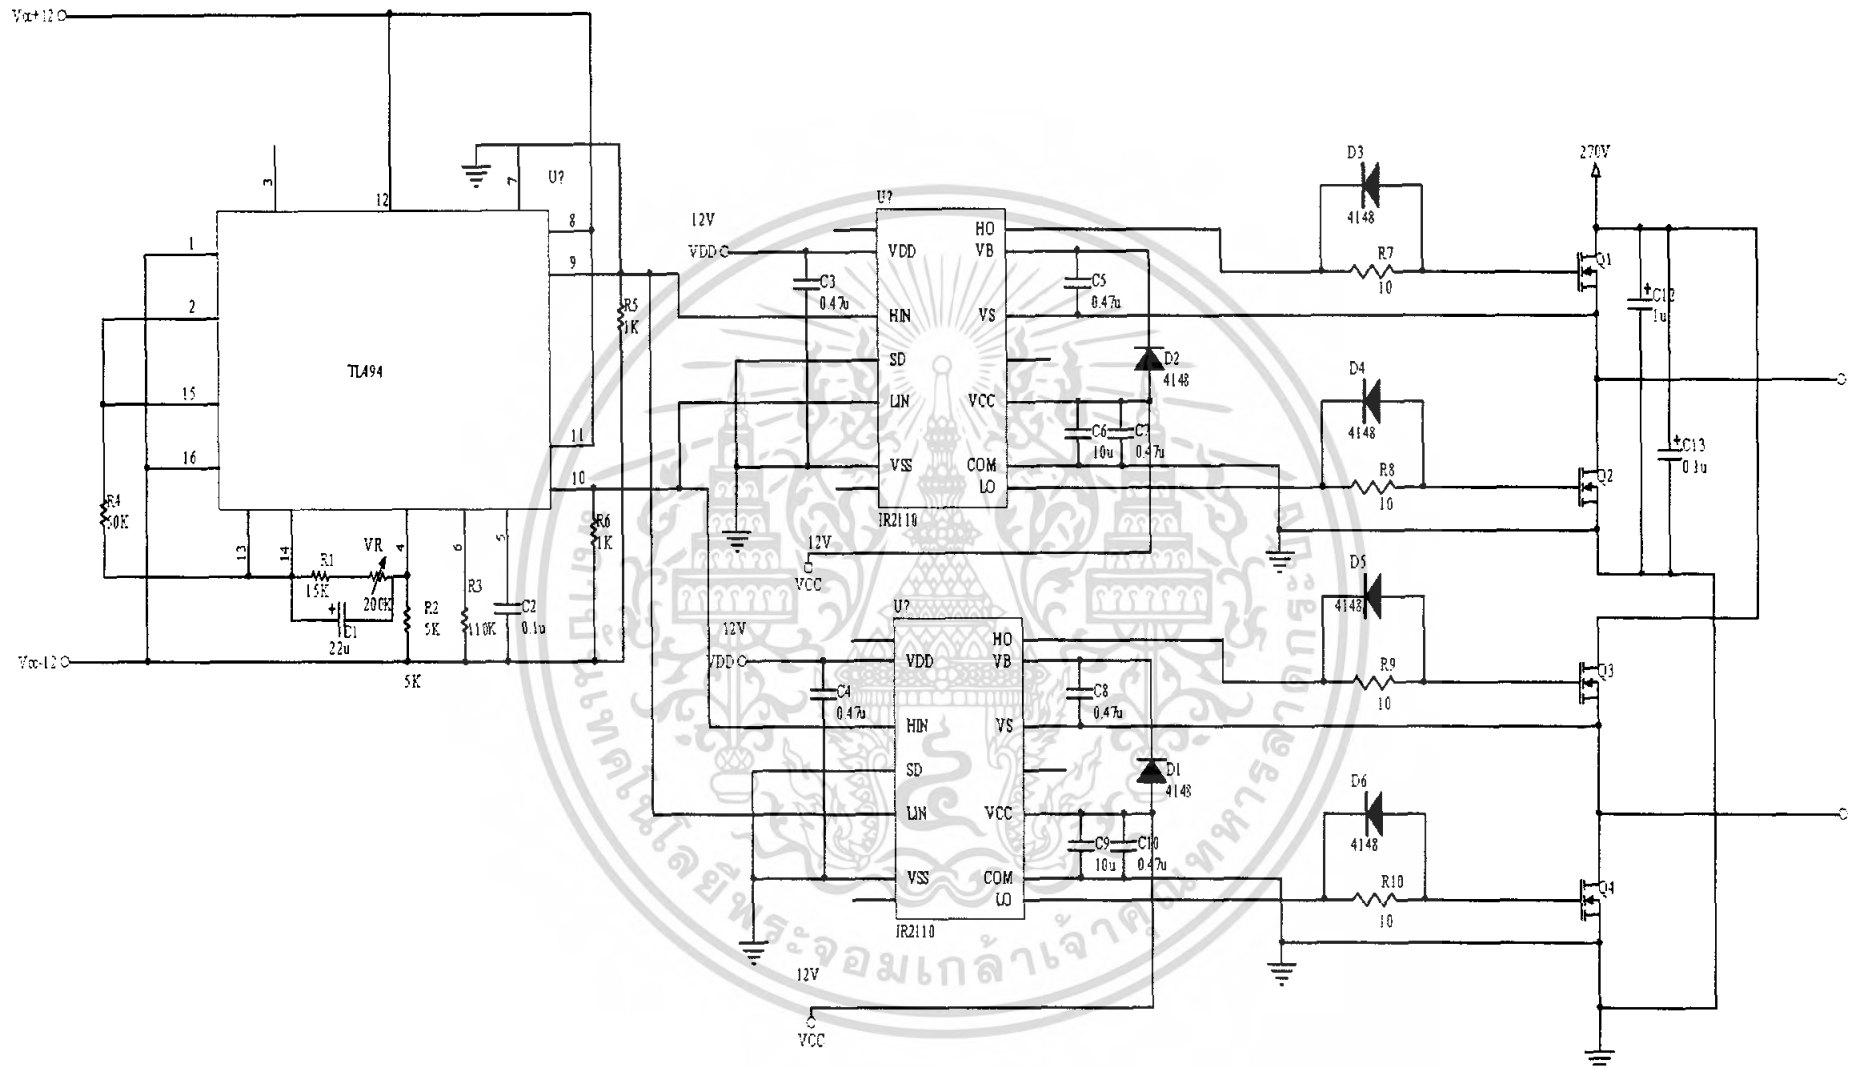 Vcc+12
3
12
7
U?
1
2
15
16
8
9
11
10
TL494
R5
1K
R6
1K
R4
13
14
4
6
5
R1
15K
VR
200K
C1
22u
R2
5K
R3
110K
C2
0.1u
Vcc-12
5K
U?
12V
VDD
C3
0.47u
VDD
HIN
SD
LIN
VSS
HO
VB
VS
VCC
COM
LO
IR2110
C5
0.47u
D2
4148
C6
10u
C7
0.47u
12V
VCC
U?
12V
VDD
C4
0.47u
VDD
HIN
SD
LIN
VSS
HO
VB
VS
VCC
COM
LO
IR2110
C8
0.47u
D1
4148
C9
10u
C10
0.47u
12V
VCC
D3
4148
R7
10
D4
4148
R8
10
D5
4148
R9
10
D6
4148
R10
10
270V
Q1
Q2
Q3
Q4
C12
1u
C13